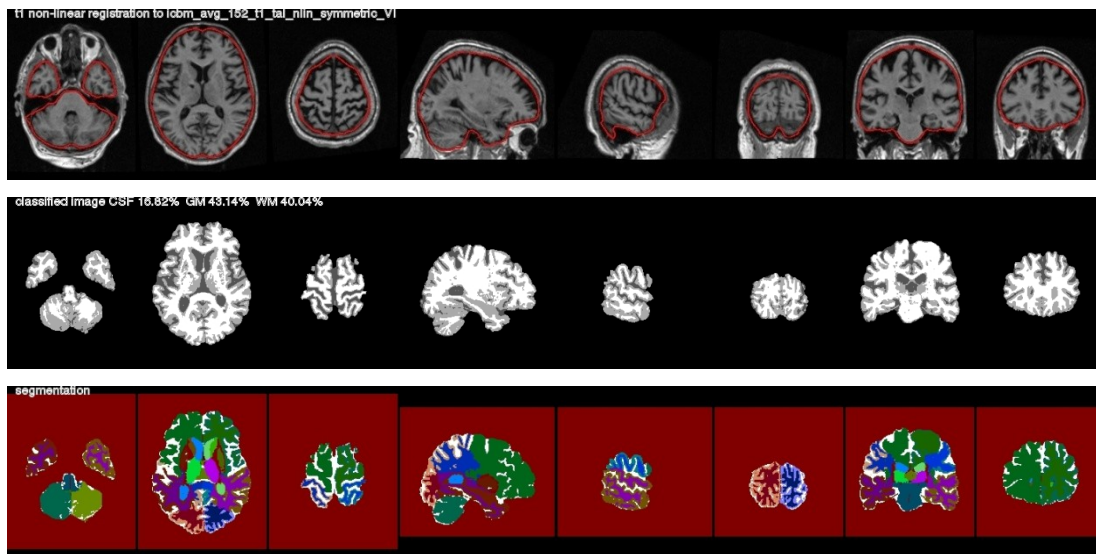 t1 non-linear registration to icbm_avg_152_t1_tal_nlin_symmetric_VI
classified image CSF 16.82% GM 43.14% WM 40.04%
segmentation